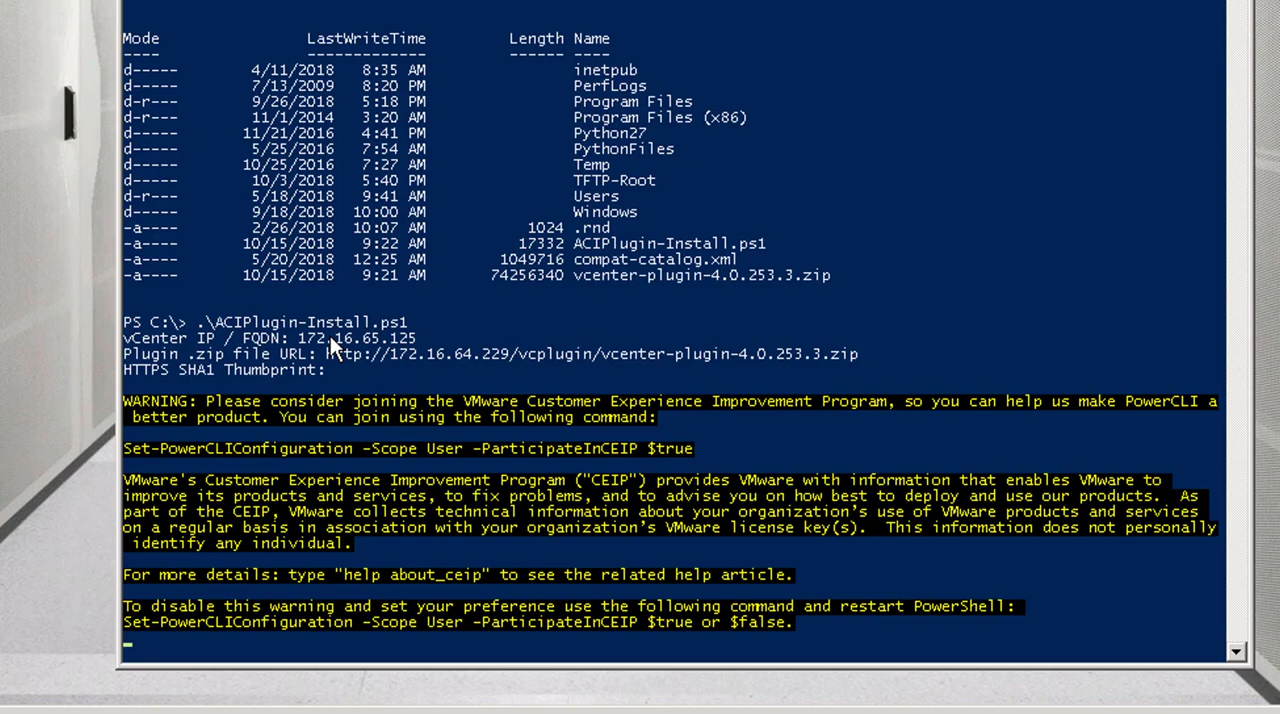 Mode LastWriteTime Length Name
---- ------------- ------ ----
d----- 4/11/2018 8:35 AM inetpub
d----- 7/13/2009 8:20 PM PerfLogs
d-r--- 9/26/2018 5:18 PM Program Files
d-r--- 11/1/2014 3:20 AM Program Files (x86)
d----- 11/21/2016 4:41 PM Python27
d----- 5/25/2016 7:54 AM PythonFiles
d----- 10/25/2016 7:27 AM Temp
d----- 10/3/2018 5:40 PM TFTP-Root
d-r--- 5/18/2018 9:41 AM Users
d----- 9/18/2018 10:00 AM Windows
-a---- 2/26/2018 10:07 AM 1024 .rnd
-a---- 10/15/2018 9:22 AM 17332 ACIPlugin-Install.ps1
-a---- 5/20/2018 12:25 AM 1049716 compat-catalog.xml
-a---- 10/15/2018 9:21 AM 74256340 vcenter-plugin-4.0.253.3.zip
PS C:\> .\ACIPlugin-Install.ps1
vCenter IP / FQDN: 172.16.65.125
Plugin .zip file URL: http://172.16.64.229/vcplugin/vcenter-plugin-4.0.253.3.zip
HTTPS SHA1 Thumbprint:
WARNING: Please consider joining the VMware Customer Experience Improvement Program, so you can help us make PowerCLI a
better product. You can join using the following command:
Set-PowerCLIConfiguration -Scope User -ParticipateInCEIP $true
VMware's Customer Experience Improvement Program ("CEIP") provides VMware with information that enables VMware to
improve its products and services, to fix problems, and to advise you on how best to deploy and use our products. As
part of the CEIP, VMware collects technical information about your organization's use of VMware products and services
on a regular basis in association with your organization's VMware license key(s). This information does not personally
identify any individual.
For more details: type "help about_ceip" to see the related help article.
To disable this warning and set your preference use the following command and restart PowerShell:
Set-PowerCLIConfiguration -Scope User -ParticipateInCEIP $true or $false.